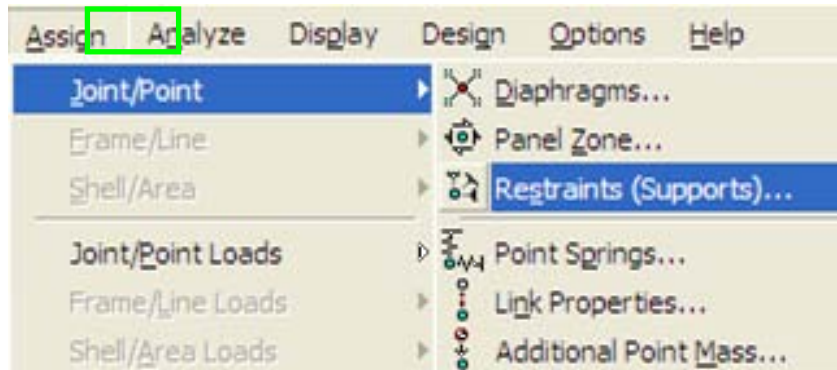 Assign Analyze Display Design Options Help
Joint/Point
Frame/Line
Shell/Area
Joint/Point Loads
Frame/Line Loads
Shell/Area Loads
Diaphragms...
Panel Zone...
Restraints (Supports)...
Point Springs...
Link Properties...
Additional Point Mass...